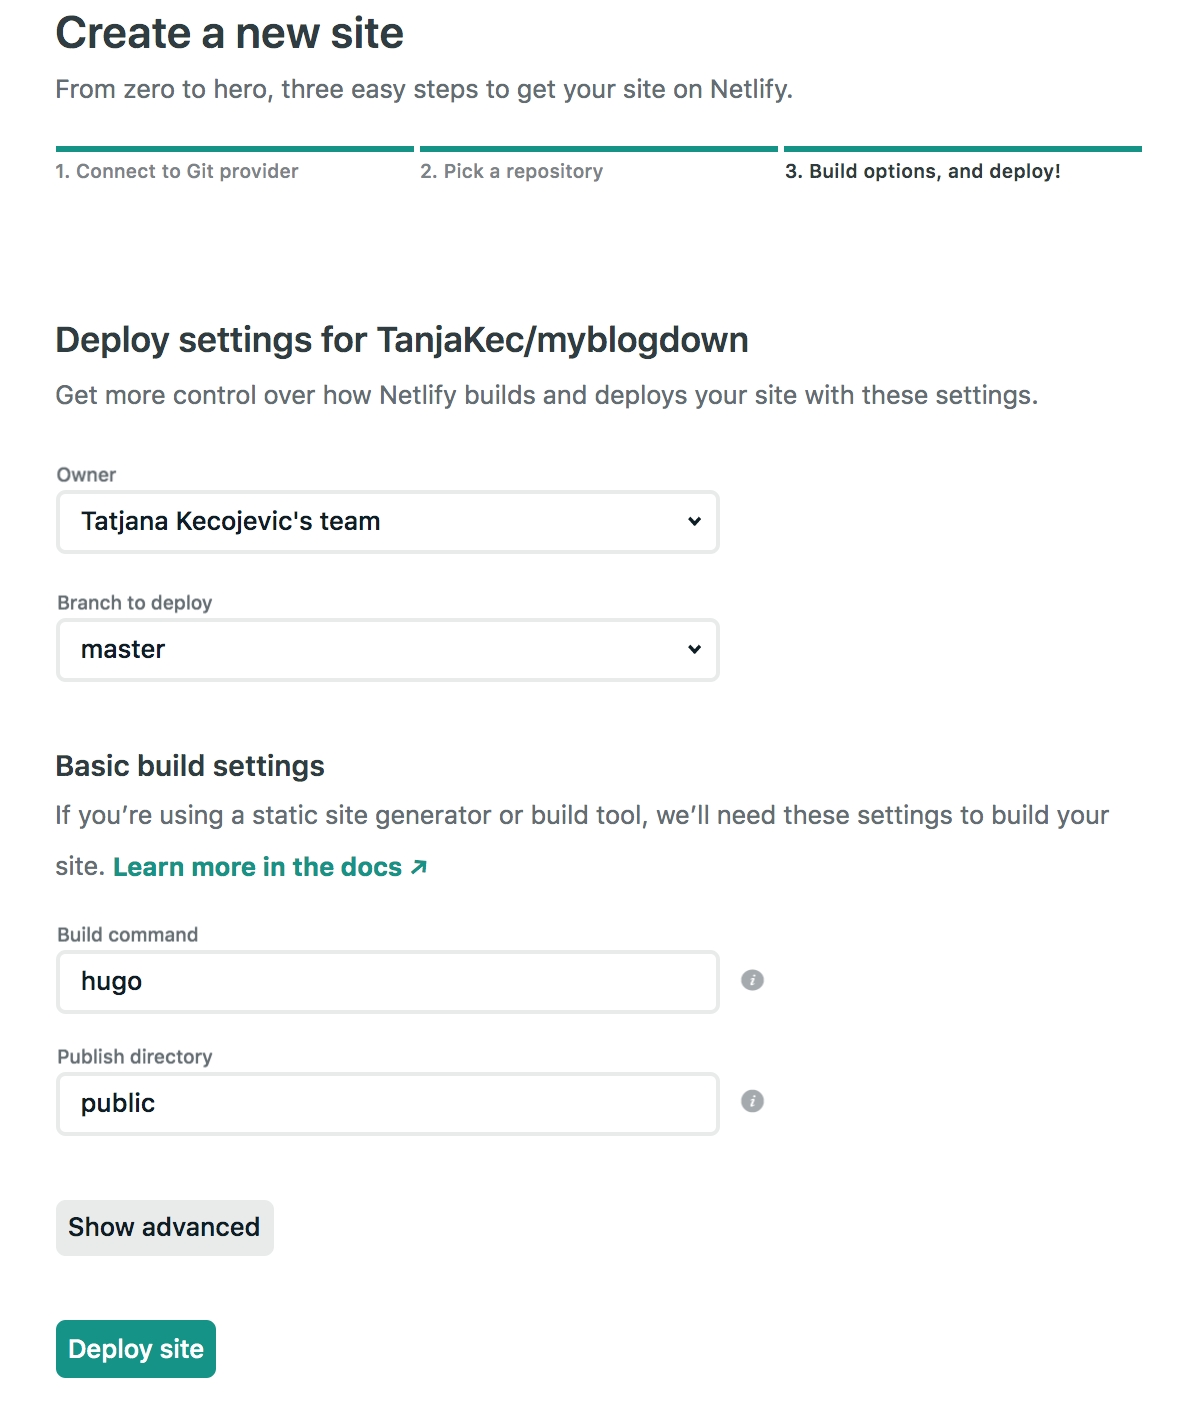 Create a new site
From zero to hero, three easy steps to get your site on Netlify.
1. Connect to Git provider
2. Pick a repository
3. Build options, and deploy!
Deploy settings for TanjaKec/myblogdown
Get more control over how Netlify builds and deploys your site with these settings.
Owner
Tatjana Kecojevic's team
Branch to deploy
master
Basic build settings
If you’re using a static site generator or build tool, we’ll need these settings to build your
site. Learn more in the docs ↗
Build command
hugo
Publish directory
public
Show advanced
Deploy site